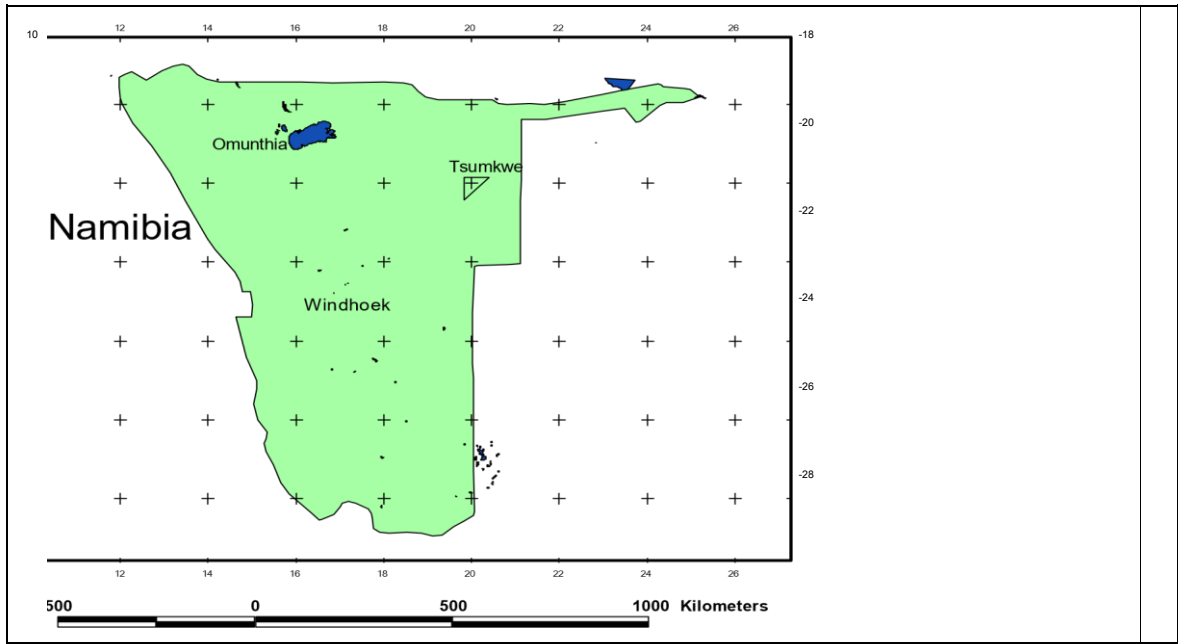 10 12 14 16 18 20 22 24 26 -18
-20
Omunthia
Tsumkwe
-22
Namibia
-24
Windhoek
-26
-28
12 14 16 18 20 22 24 26
500 0 500 1000 Kilometers